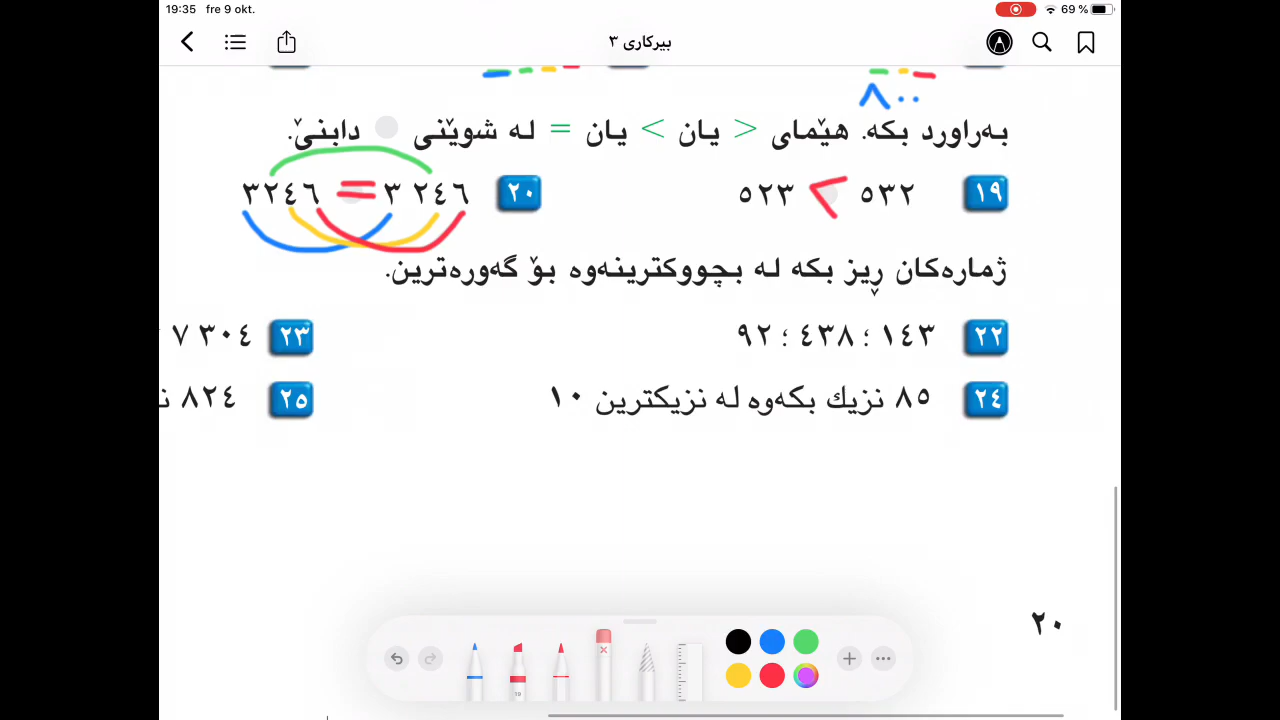 19:35 fre 9 okt. 69 %
بیرکاری ٣
٨٠٠
بەراورد بکە. هێمای > یان < یان = لە شوێنی دابنێ.
١٩ ٥٣٢ < ٥٢٣ ٢٠ ٣ ٢٤٦ = ٣٢٤٦
ژمارەکان ڕیز بکە لە بچووکترینەوە بۆ گەورەترین.
٢٢ ١٤٣ ؛ ٤٣٨ ؛ ٩٢ ٢٣ ٧ ٣٠٤
٢٤ ٨٥ نزیك بکەوە لە نزیکترین ١٠ ٢٥ ٨٢٤
٢٠